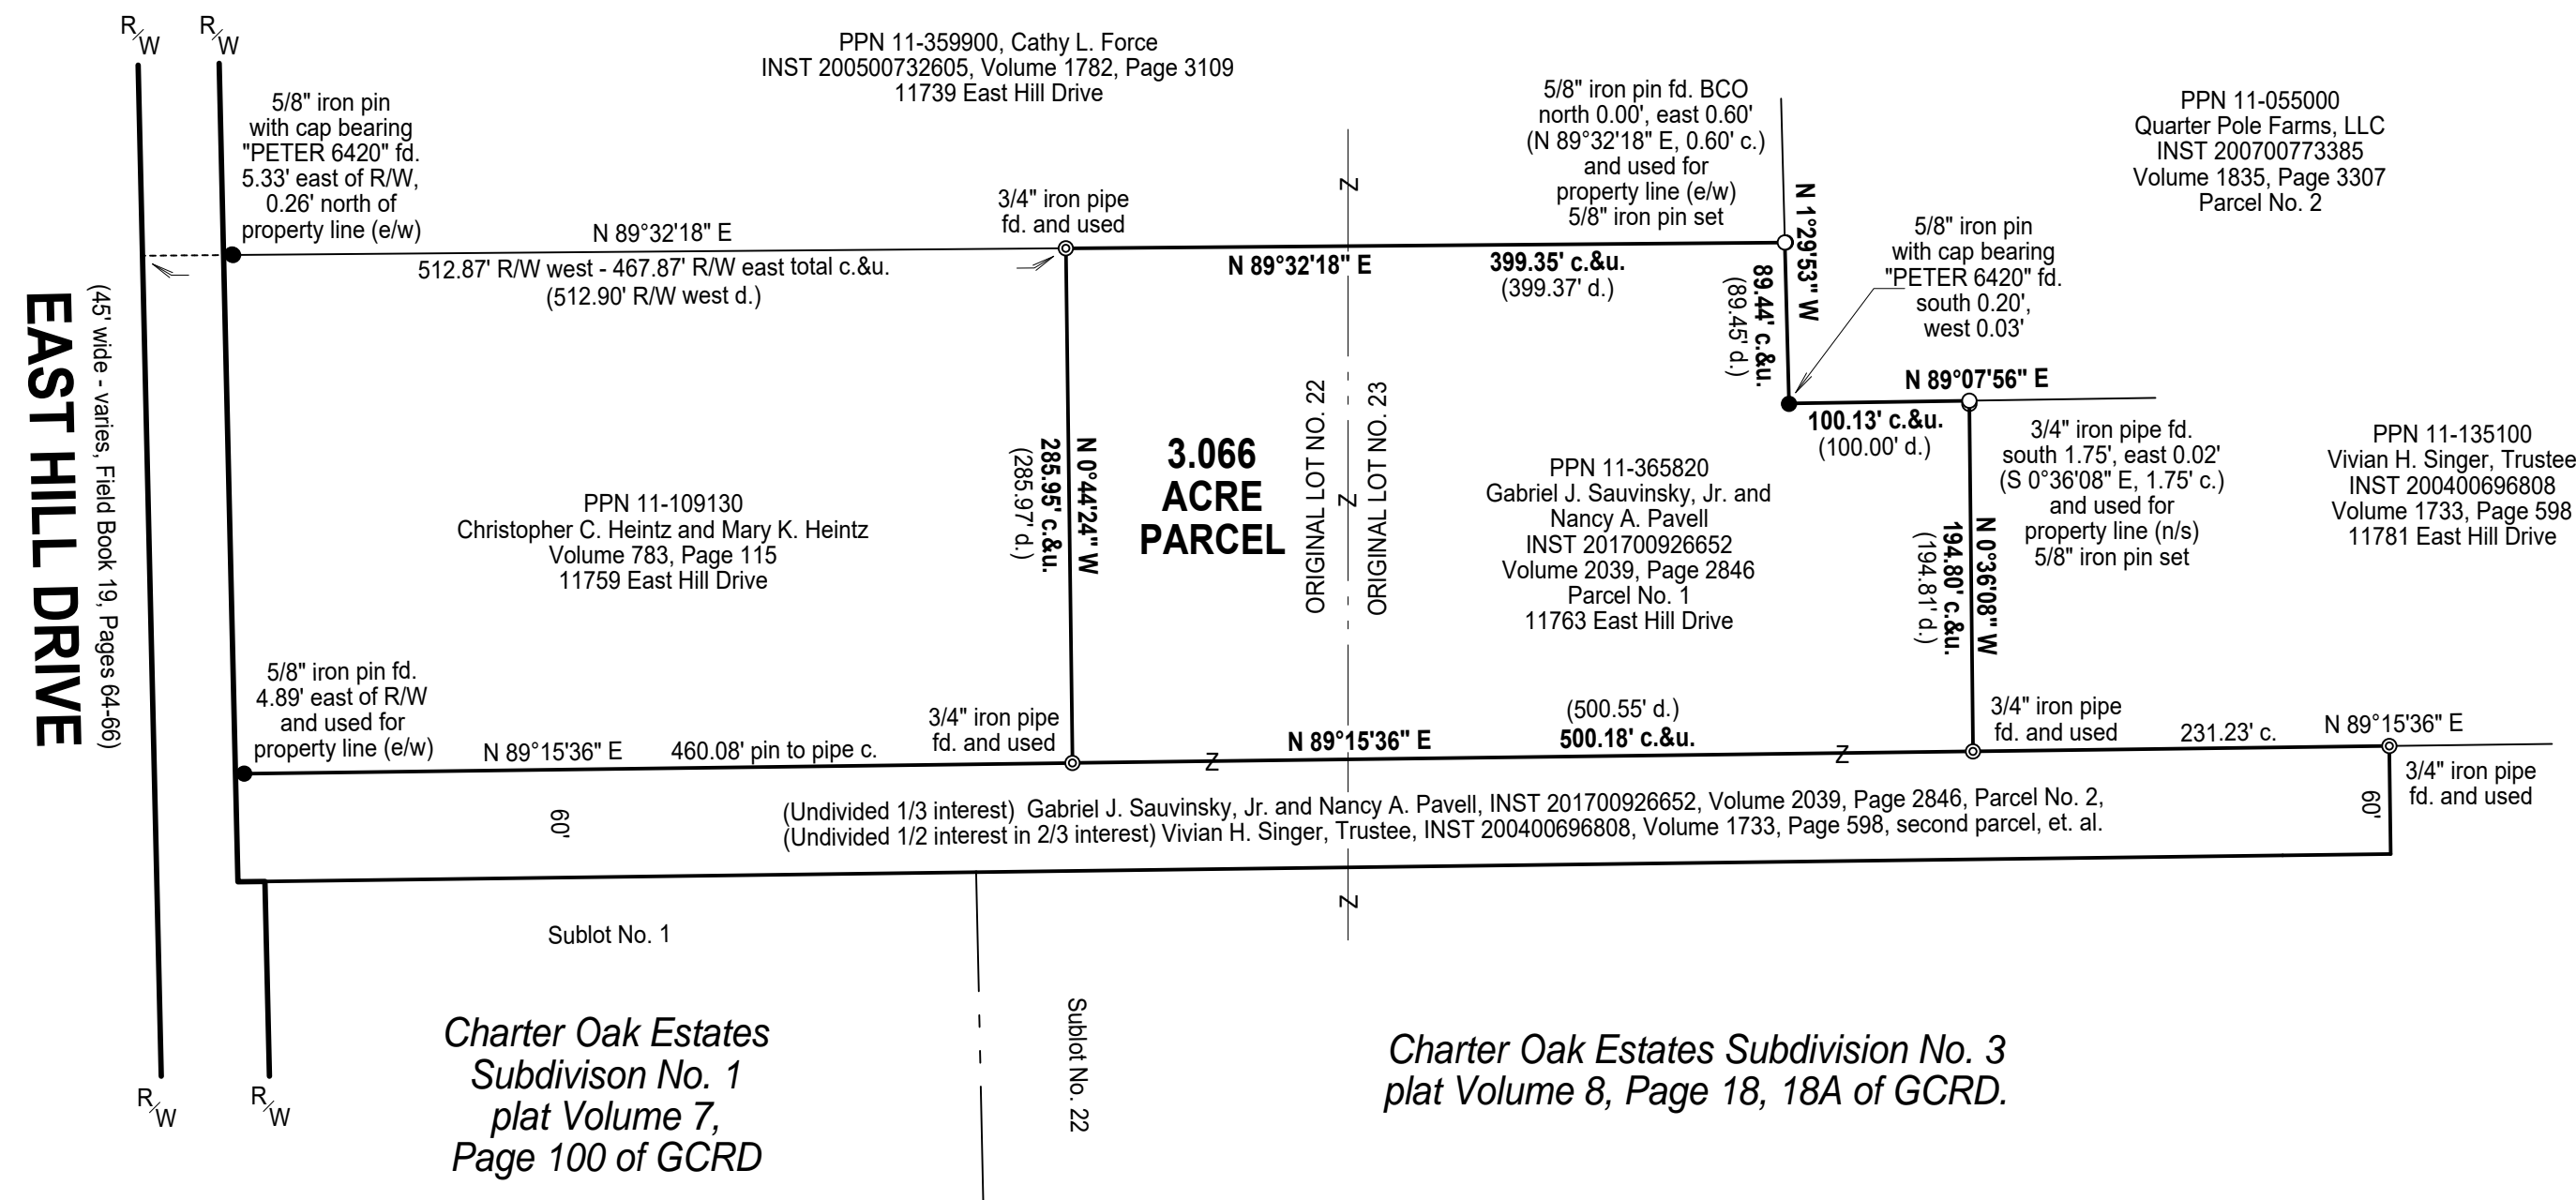 R/W
R/W
PPN 11-359900, Cathy L. Force
INST 200500732605, Volume 1782, Page 3109
11739 East Hill Drive
5/8" iron pin
with cap bearing
"PETER 6420" fd.
5.33' east of R/W,
0.26' north of
property line (e/w)
5/8" iron pin fd. BCO
north 0.00', east 0.60'
(N 89°32'18" E, 0.60' c.)
and used for
property line (e/w)
5/8" iron pin set
PPN 11-055000
Quarter Pole Farms, LLC
INST 200700773385
Volume 1835, Page 3307
Parcel No. 2
3/4" iron pipe
fd. and used
Z
N 1°29'53" W
5/8" iron pin
with cap bearing
"PETER 6420" fd.
south 0.20',
west 0.03'
N 89°32'18" E
512.87' R/W west - 467.87' R/W east total c.&u.
(512.90' R/W west d.)
N 89°32'18" E
399.35' c.&u.
(399.37' d.)
89.44' c.&u.
(89.45' d.)
EAST HILL DRIVE
(45' wide - varies, Field Book 19, Pages 64-66)
N 89°07'56" E
100.13' c.&u.
(100.00' d.)
N 0°44'24" W
285.95' c.&u.
(285.97' d.)
3.066
ACRE
PARCEL
ORIGINAL LOT NO. 22
Z
ORIGINAL LOT NO. 23
PPN 11-365820
Gabriel J. Sauvinsky, Jr. and
Nancy A. Pavell
INST 201700926652
Volume 2039, Page 2846
Parcel No. 1
11763 East Hill Drive
3/4" iron pipe fd.
south 1.75', east 0.02'
(S 0°36'08" E, 1.75' c.)
and used for
property line (n/s)
5/8" iron pin set
PPN 11-135100
Vivian H. Singer, Trustee
INST 200400696808
Volume 1733, Page 598
11781 East Hill Drive
PPN 11-109130
Christopher C. Heintz and Mary K. Heintz
Volume 783, Page 115
11759 East Hill Drive
N 0°36'08" W
194.80' c.&u.
(194.81' d.)
5/8" iron pin fd.
4.89' east of R/W
and used for
property line (e/w)
N 89°15'36" E
460.08' pin to pipe c.
3/4" iron pipe
fd. and used
Z
N 89°15'36" E
(500.55' d.)
500.18' c.&u.
Z
3/4" iron pipe
fd. and used
231.23' c.
N 89°15'36" E
3/4" iron pipe
fd. and used
60'
(Undivided 1/3 interest) Gabriel J. Sauvinsky, Jr. and Nancy A. Pavell, INST 201700926652, Volume 2039, Page 2846, Parcel No. 2,
(Undivided 1/2 interest in 2/3 interest) Vivian H. Singer, Trustee, INST 200400696808, Volume 1733, Page 598, second parcel, et. al.
60'
Z
Sublot No. 1
Charter Oak Estates
Subdivison No. 1
plat Volume 7,
Page 100 of GCRD
Sublot No. 22
Charter Oak Estates Subdivision No. 3
plat Volume 8, Page 18, 18A of GCRD.
R/W
R/W